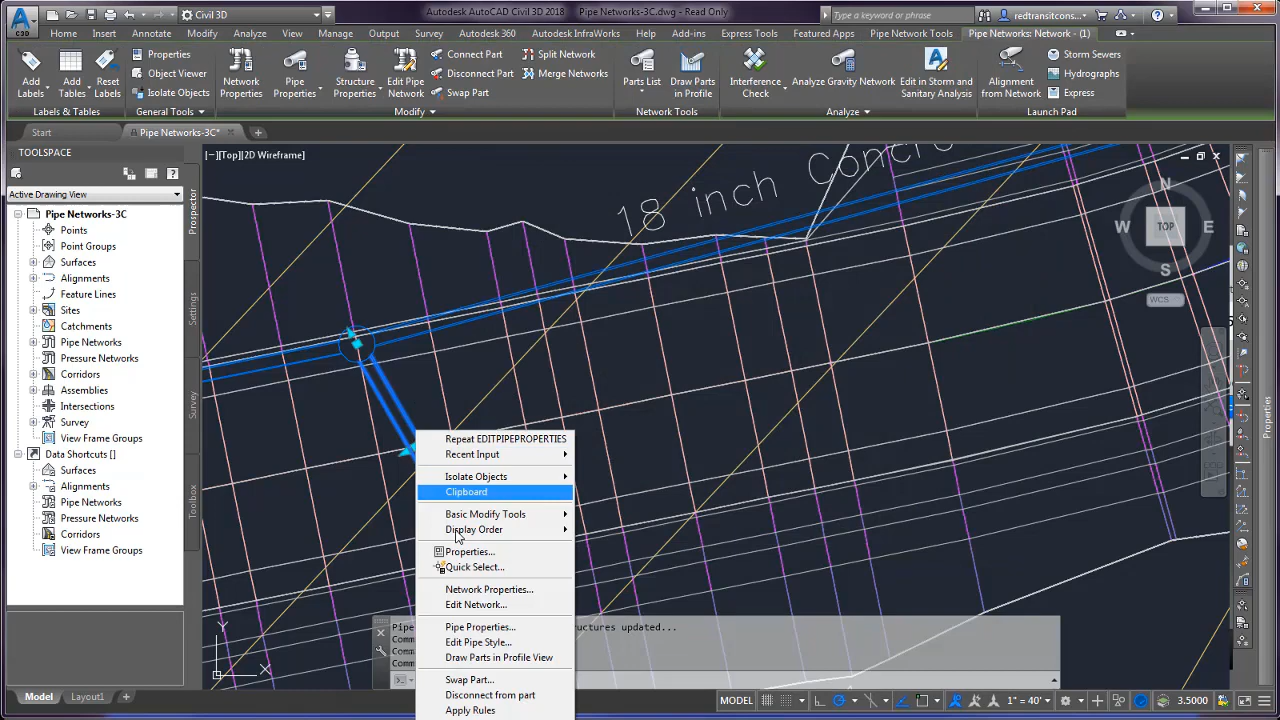 Civil 3D
Autodesk AutoCAD Civil 3D 2018
Pipe Networks-3C.dwg - Read Only
Type a keyword or phrase
redtransitcons...
Home
Insert
Annotate
Modify
Analyze
View
Manage
Output
Survey
Autodesk 360
Autodesk InfraWorks
Help
Add-ins
Express Tools
Featured Apps
Pipe Network Tools
Pipe Networks: Network - (1)
Add Labels
Add Tables
Reset Labels
Properties
Object Viewer
Isolate Objects
Network Properties
Pipe Properties
Structure Properties
Edit Pipe Network
Connect Part
Disconnect Part
Swap Part
Split Network
Merge Networks
Parts List
Draw Parts in Profile
Interference Check
Analyze Gravity Network
Edit in Storm and Sanitary Analysis
Alignment from Network
Storm Sewers
Hydrographs
Express
Labels & Tables
General Tools
Modify
Network Tools
Analyze
Launch Pad
Start
Pipe Networks-3C*
TOOLSPACE
Active Drawing View
Pipe Networks-3C
Points
Point Groups
Surfaces
Alignments
Feature Lines
Sites
Catchments
Pipe Networks
Pressure Networks
Corridors
Assemblies
Intersections
Survey
View Frame Groups
Data Shortcuts []
Surfaces
Alignments
Pipe Networks
Pressure Networks
Corridors
View Frame Groups
Prospector
Settings
Survey
Toolbox
[−][Top][2D Wireframe]
18 inch Concr
N
W
TOP
E
S
WCS
Properties
Repeat EDITPIPEPROPERTIES
Recent Input
Isolate Objects
Clipboard
Basic Modify Tools
Display Order
Properties...
Quick Select...
Network Properties...
Edit Network...
Pipe Properties...
Edit Pipe Style...
Draw Parts in Profile View
Swap Part...
Disconnect from part
Apply Rules
Pipe
ctures updated...
Comm
Comm
Comm
Y
X
Model
Layout1
MODEL
1" = 40'
3.5000